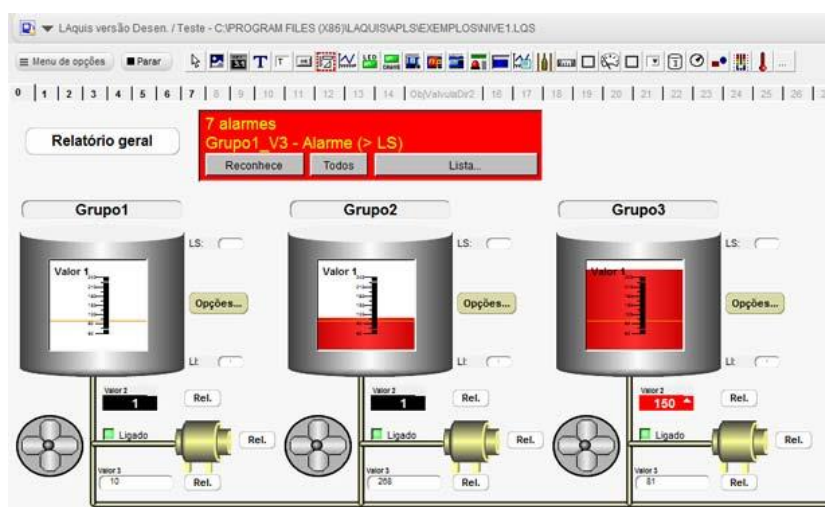 LAquis versão Desen. / Teste - C:\PROGRAM FILES (X86)\LAQUIS\APLS\EXEMPLOS\NIVE1.LQS
Menu de opções Parar
0 1 2 3 4 5 6 7 8 9 10 11 12 13 14 ObjValvulaDir2 16 17 18 19 20 21 22 23 24 25 26
Relatório geral
7 alarmes
Grupo1_V3 - Alarme (> LS)
Reconhece Todos Lista...
Grupo1 Grupo2 Grupo3
LS: LS: LS:
Valor 1 Valor 1 Valor 1
Opções... Opções... Opções...
LI: LI: LI:
Valor 2 Valor 2 Valor 2
1 Rel. 1 Rel. 150 Rel.
Ligado Rel. Ligado Rel. Ligado Rel.
Valor 3 Valor 3 Valor 3
10 Rel. 268 Rel. 81 Rel.